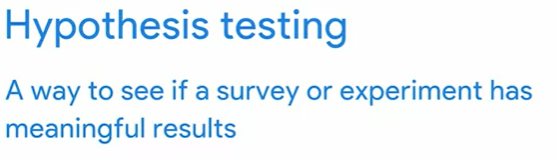 Hypothesis testing
A way to see if a survey or experiment has
meaningful results